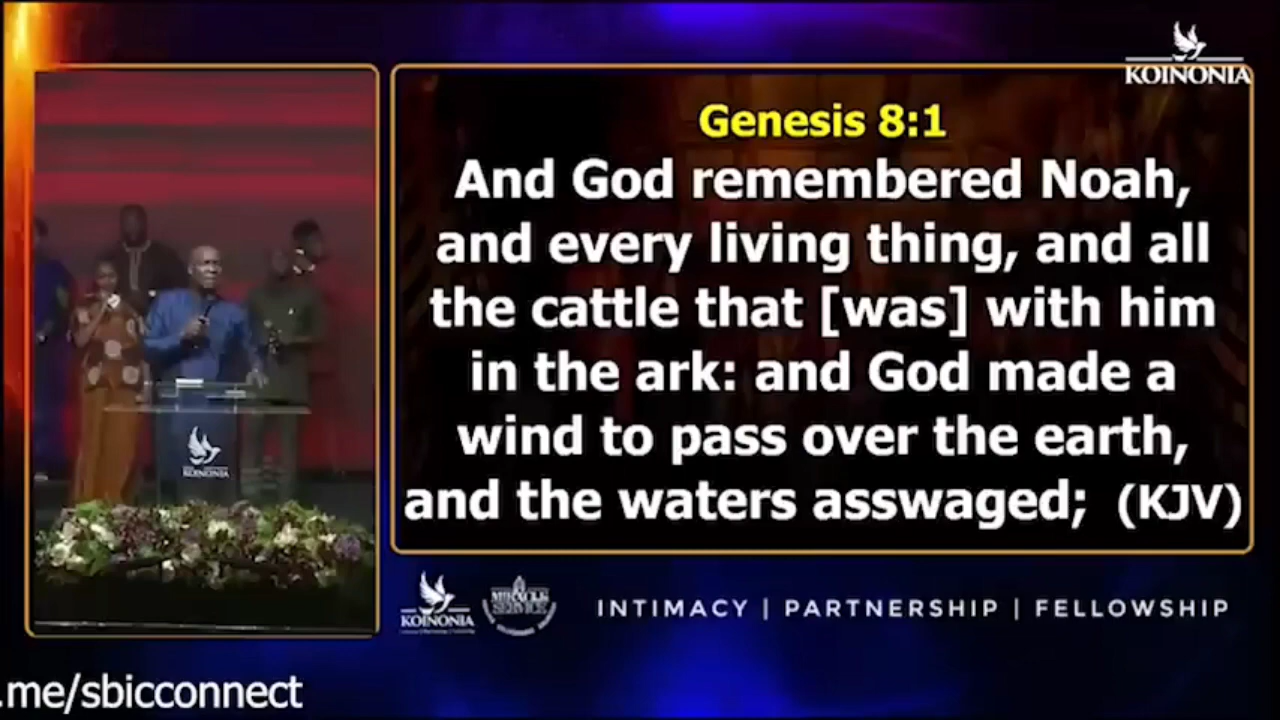 KOINONIA
Genesis 8:1
And God remembered Noah,
and every living thing, and all
the cattle that [was] with him
in the ark: and God made a
wind to pass over the earth,
and the waters asswaged; (KJV)
KOINONIA
KOINONIA
MIRACLE
SERVICE
INTIMACY | PARTNERSHIP | FELLOWSHIP
.me/sbicconnect